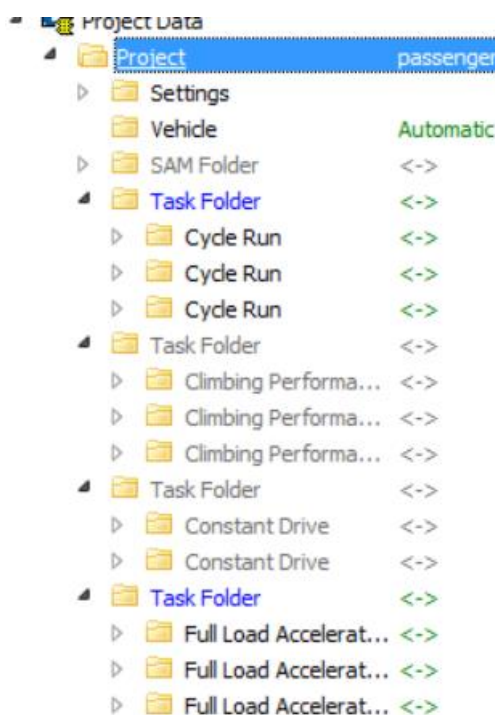 Project Data
Project passenger
Settings
Vehicle Automatic
SAM Folder <->
Task Folder <->
Cycle Run <->
Cycle Run <->
Cycle Run <->
Task Folder <->
Climbing Performa... <->
Climbing Performa... <->
Climbing Performa... <->
Task Folder <->
Constant Drive <->
Constant Drive <->
Task Folder <->
Full Load Accelerat... <->
Full Load Accelerat... <->
Full Load Accelerat... <->